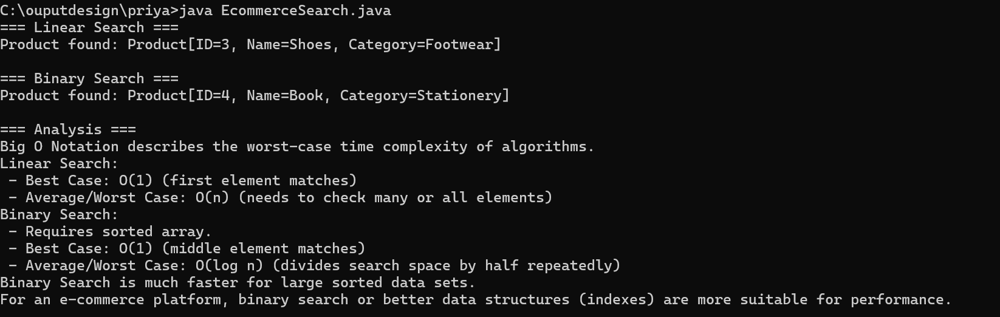 C:\ouputdesign\priya>java EcommerceSearch.java
=== Linear Search ===
Product found: Product[ID=3, Name=Shoes, Category=Footwear]

=== Binary Search ===
Product found: Product[ID=4, Name=Book, Category=Stationery]

=== Analysis ===
Big O Notation describes the worst-case time complexity of algorithms.
Linear Search:
 - Best Case: O(1) (first element matches)
 - Average/Worst Case: O(n) (needs to check many or all elements)
Binary Search:
 - Requires sorted array.
 - Best Case: O(1) (middle element matches)
 - Average/Worst Case: O(log n) (divides search space by half repeatedly)
Binary Search is much faster for large sorted data sets.
For an e-commerce platform, binary search or better data structures (indexes) are more suitable for performance.